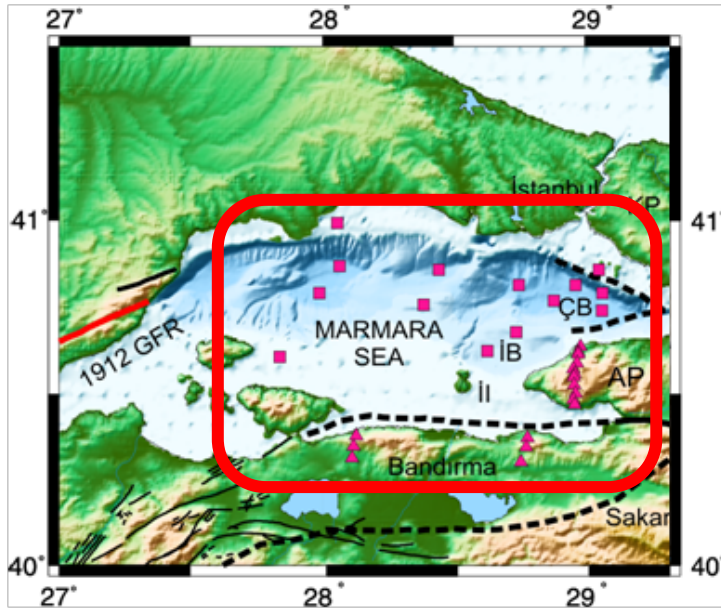 27° 28° 29°
İstanbul
KP
41° 41°
1912 GFR
MARMARA
SEA
ÇB
İB
İI
AP
Bandırma
Sakar
40° 40°
27° 28° 29°